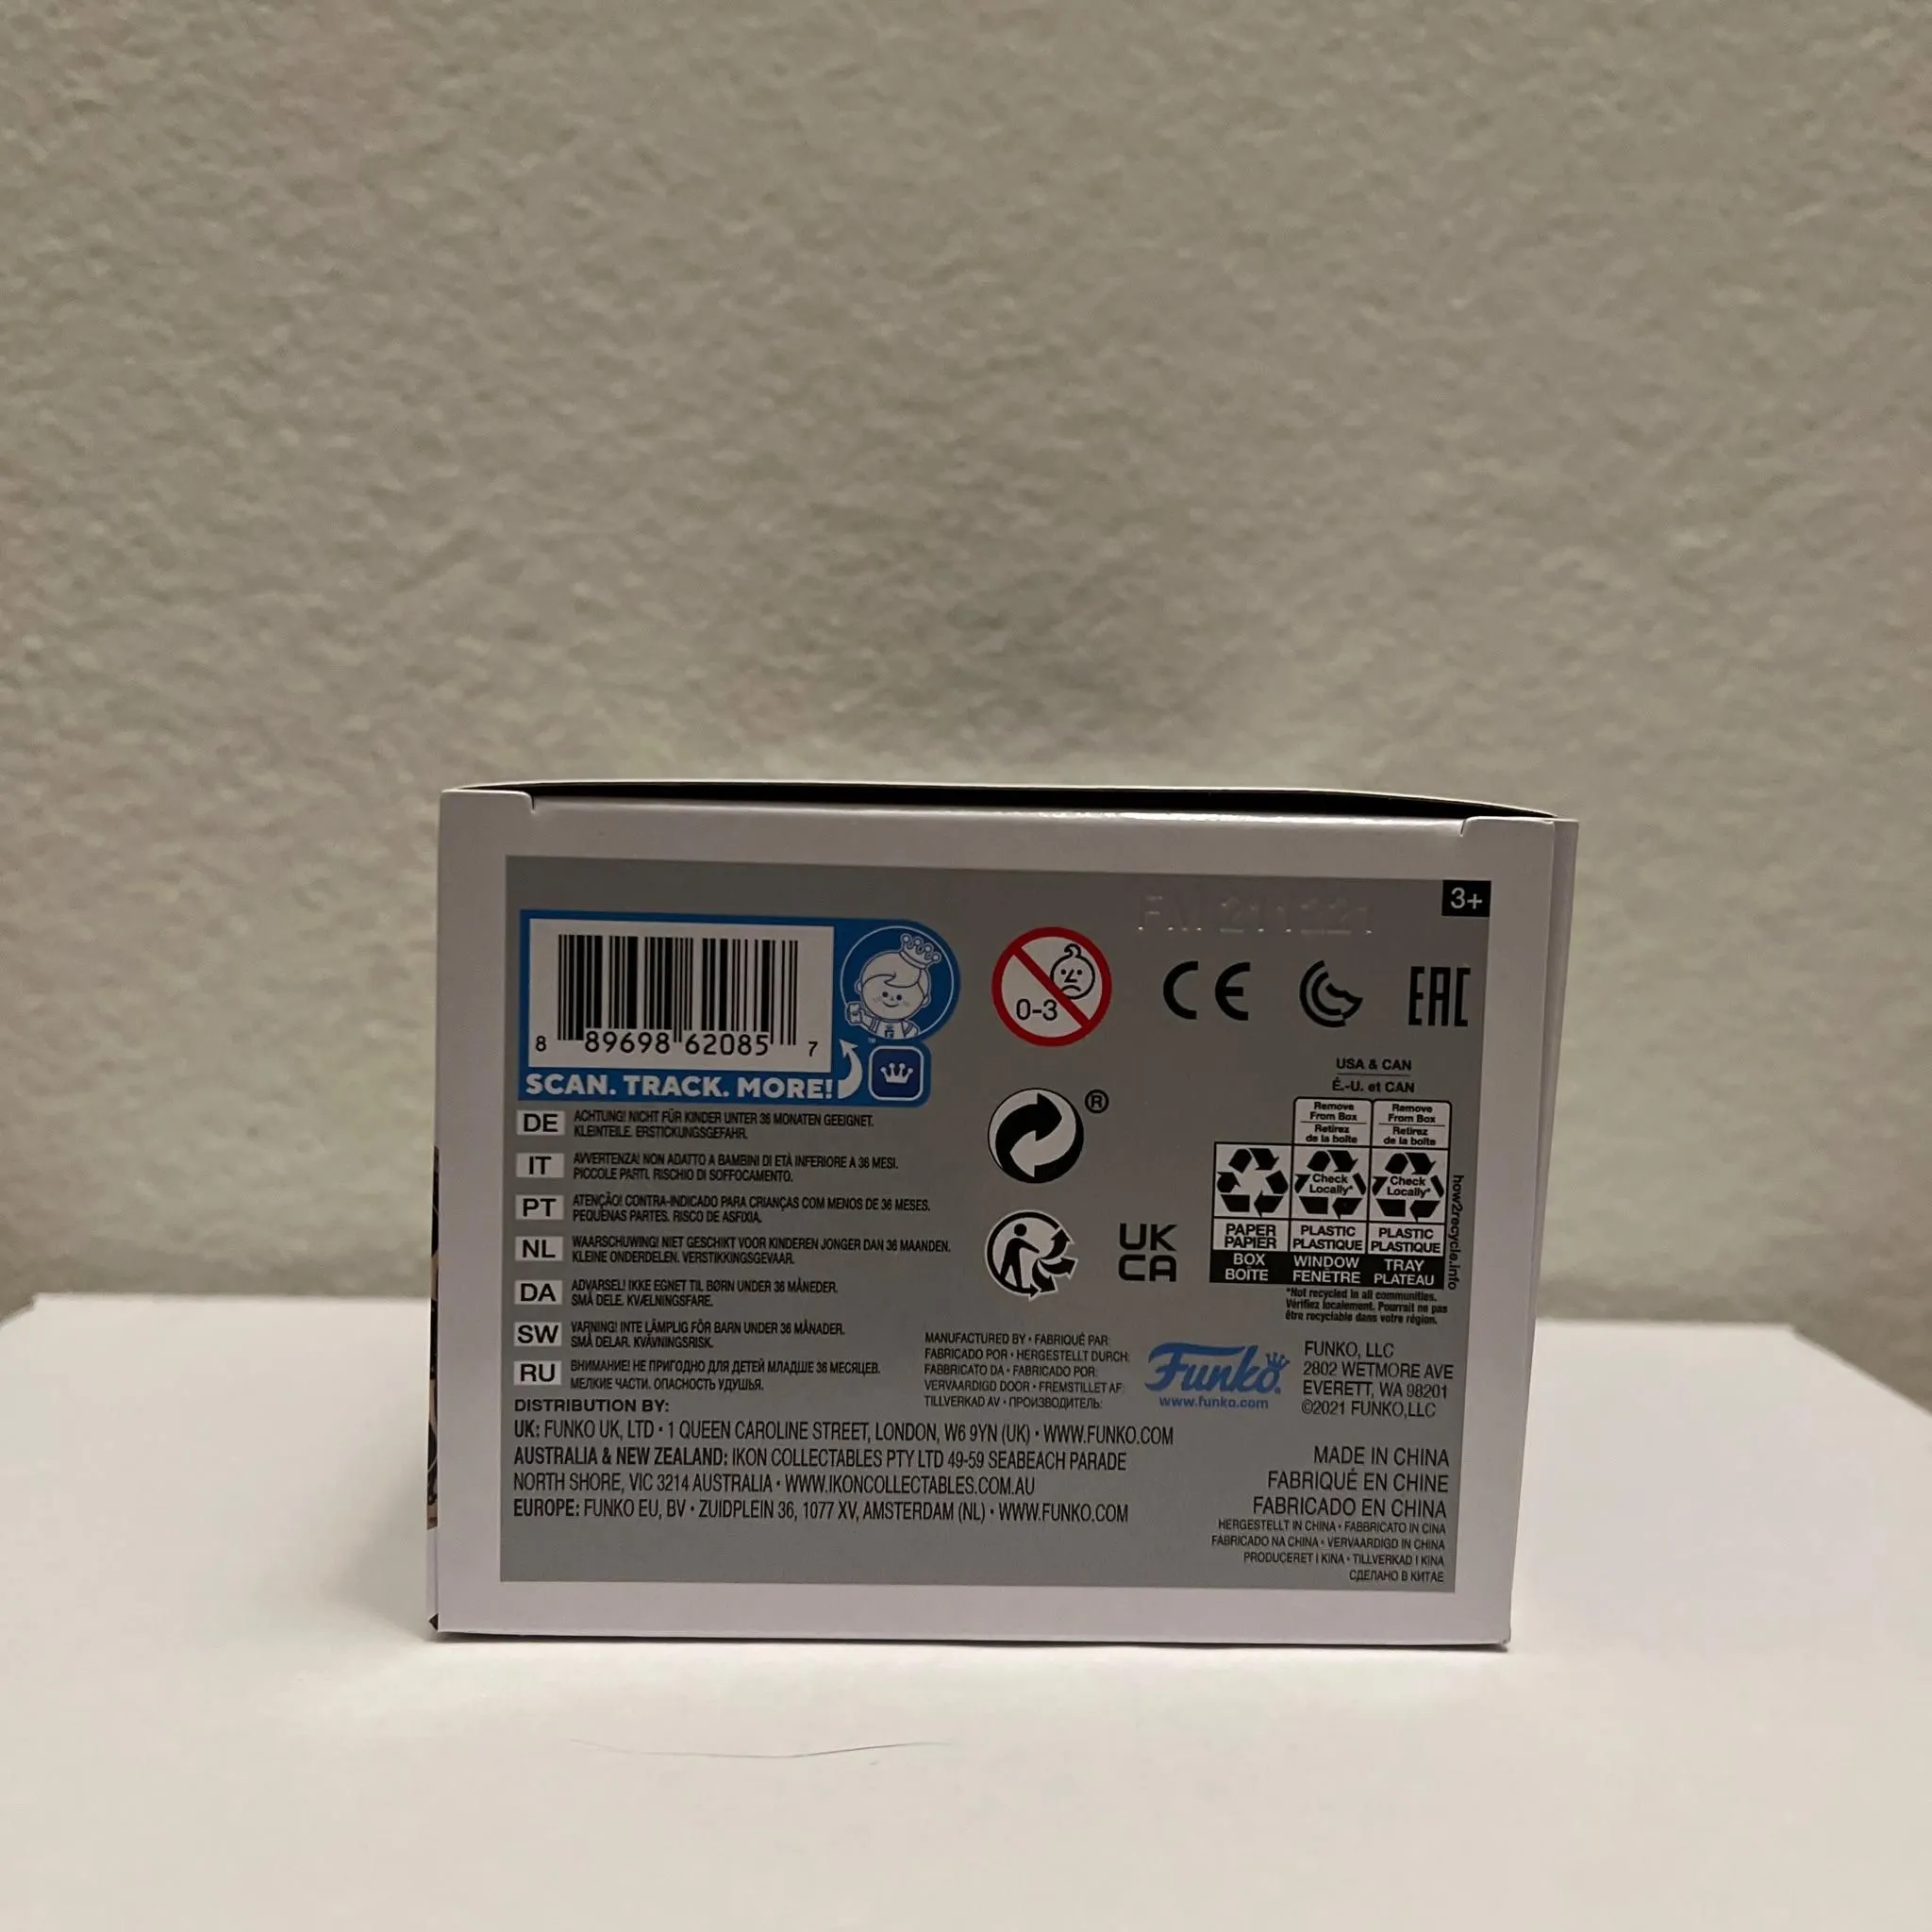 3+
8 89698 62085 7
SCAN. TRACK. MORE!
™
0-3
CE
EAC
DE ACHTUNG! NICHT FÜR KINDER UNTER 36 MONATEN GEEIGNET.
KLEINTEILE. ERSTICKUNGSGEFAHR.
IT AVVERTENZA! NON ADATTO A BAMBINI DI ETÀ INFERIORE A 36 MESI.
PICCOLE PARTI. RISCHIO DI SOFFOCAMENTO.
PT ATENÇÃO! CONTRA-INDICADO PARA CRIANÇAS COM MENOS DE 36 MESES.
PEQUENAS PARTES. RISCO DE ASFIXIA.
NL WAARSCHUWING! NIET GESCHIKT VOOR KINDEREN JONGER DAN 36 MAANDEN.
KLEINE ONDERDELEN. VERSTIKKINGSGEVAAR.
DA ADVARSEL! IKKE EGNET TIL BØRN UNDER 36 MÅNEDER.
SMÅ DELE. KVÆLNINGSFARE.
SW VARNING! INTE LÄMPLIG FÖR BARN UNDER 36 MÅNADER.
SMÅ DELAR. KVÄVNINGSRISK.
RU ВНИМАНИЕ! НЕ ПРИГОДНО ДЛЯ ДЕТЕЙ МЛАДШЕ 36 МЕСЯЦЕВ.
МЕЛКИЕ ЧАСТИ. ОПАСНОСТЬ УДУШЬЯ.
®
UK
CA
USA & CAN
É.-U. et CAN
Remove
From Box
Retirez
de la boîte
Remove
From Box
Retirez
de la boîte
Check
Locally*
Check
Locally*
PAPER
PAPIER
PLASTIC
PLASTIQUE
PLASTIC
PLASTIQUE
BOX
BOÎTE
WINDOW
FENÊTRE
TRAY
PLATEAU
how2recycle.info
*Not recycled in all communities.
Vérifiez localement. Pourrait ne pas
être recyclable dans votre région.
MANUFACTURED BY • FABRIQUÉ PAR:
FABRICADO POR • HERGESTELLT DURCH:
FABBRICATO DA • FABRICADO POR:
VERVAARDIGD DOOR • FREMSTILLET AF:
TILLVERKAD AV • ПРОИЗВОДИТЕЛЬ:
Funko®
www.funko.com
FUNKO, LLC
2802 WETMORE AVE
EVERETT, WA 98201
©2021 FUNKO,LLC
DISTRIBUTION BY:
UK: FUNKO UK, LTD • 1 QUEEN CAROLINE STREET, LONDON, W6 9YN (UK) • WWW.FUNKO.COM
AUSTRALIA & NEW ZEALAND: IKON COLLECTABLES PTY LTD 49-59 SEABEACH PARADE
NORTH SHORE, VIC 3214 AUSTRALIA • WWW.IKONCOLLECTABLES.COM.AU
EUROPE: FUNKO EU, BV • ZUIDPLEIN 36, 1077 XV, AMSTERDAM (NL) • WWW.FUNKO.COM
MADE IN CHINA
FABRIQUÉ EN CHINE
FABRICADO EN CHINA
HERGESTELLT IN CHINA • FABBRICATO IN CINA
FABRICADO NA CHINA • VERVAARDIGD IN CHINA
PRODUCERET I KINA • TILLVERKAD I KINA
СДЕЛАНО В КИТАЕ